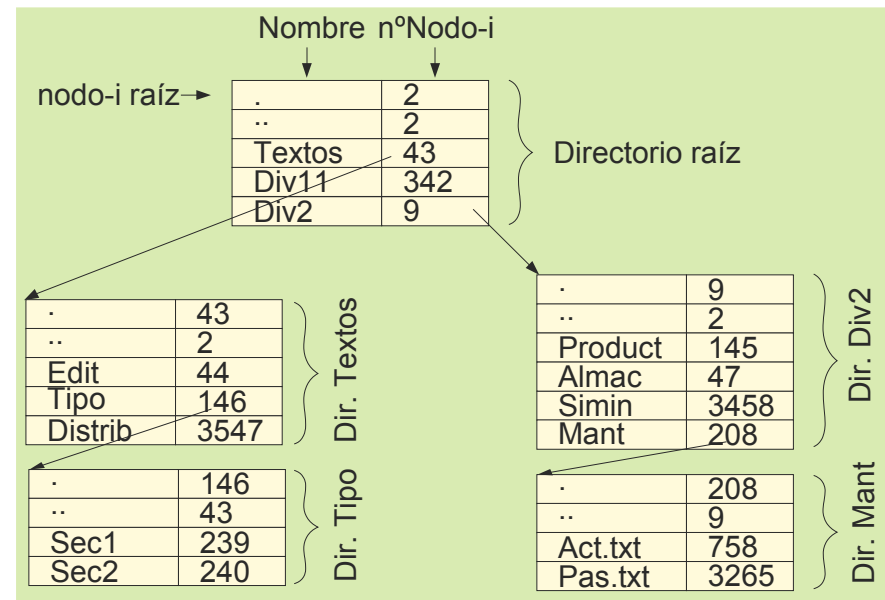 Nombre nºNodo-i
nodo-i raíz
. 2
.. 2
Textos 43
Div11 342
Div2 9
Directorio raíz
. 43
.. 2
Edit 44
Tipo 146
Distrib 3547
Dir. Textos
. 9
.. 2
Product 145
Almac 47
Simin 3458
Mant 208
Dir. Div2
. 146
.. 43
Sec1 239
Sec2 240
Dir. Tipo
. 208
.. 9
Act.txt 758
Pas.txt 3265
Dir. Mant